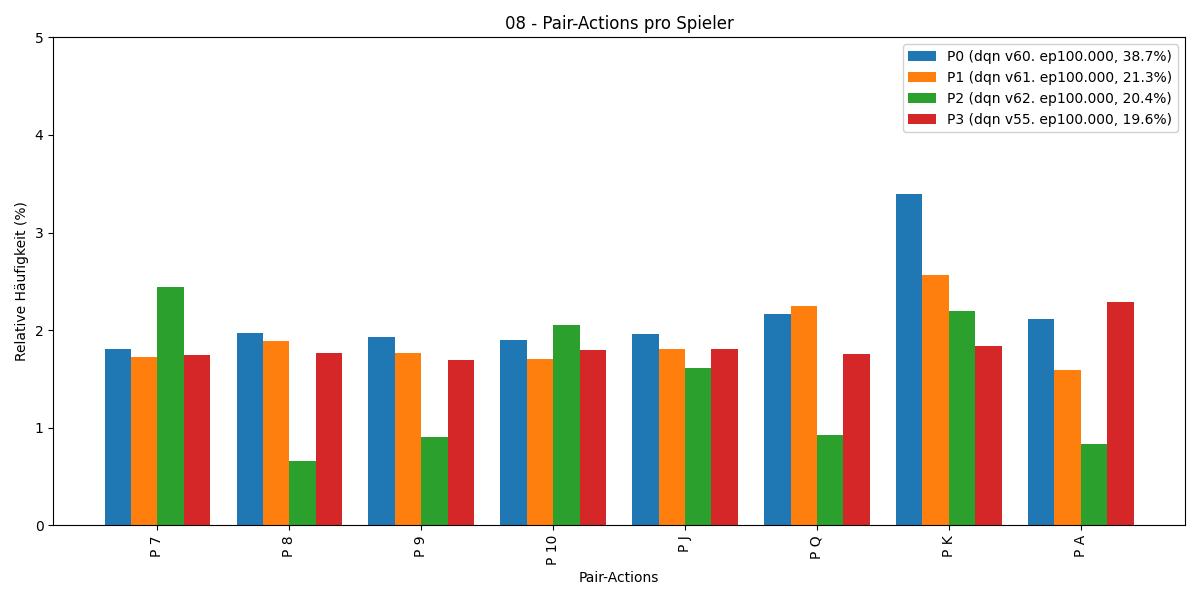 08 - Pair-Actions pro Spieler
P0 (dqn v60. ep100.000, 38.7%)
P1 (dqn v61. ep100.000, 21.3%)
P2 (dqn v62. ep100.000, 20.4%)
P3 (dqn v55. ep100.000, 19.6%)
Relative Häufigkeit (%)
5
4
3
2
1
0
P 7
P 8
P 9
P 10
P J
P Q
P K
P A
Pair-Actions